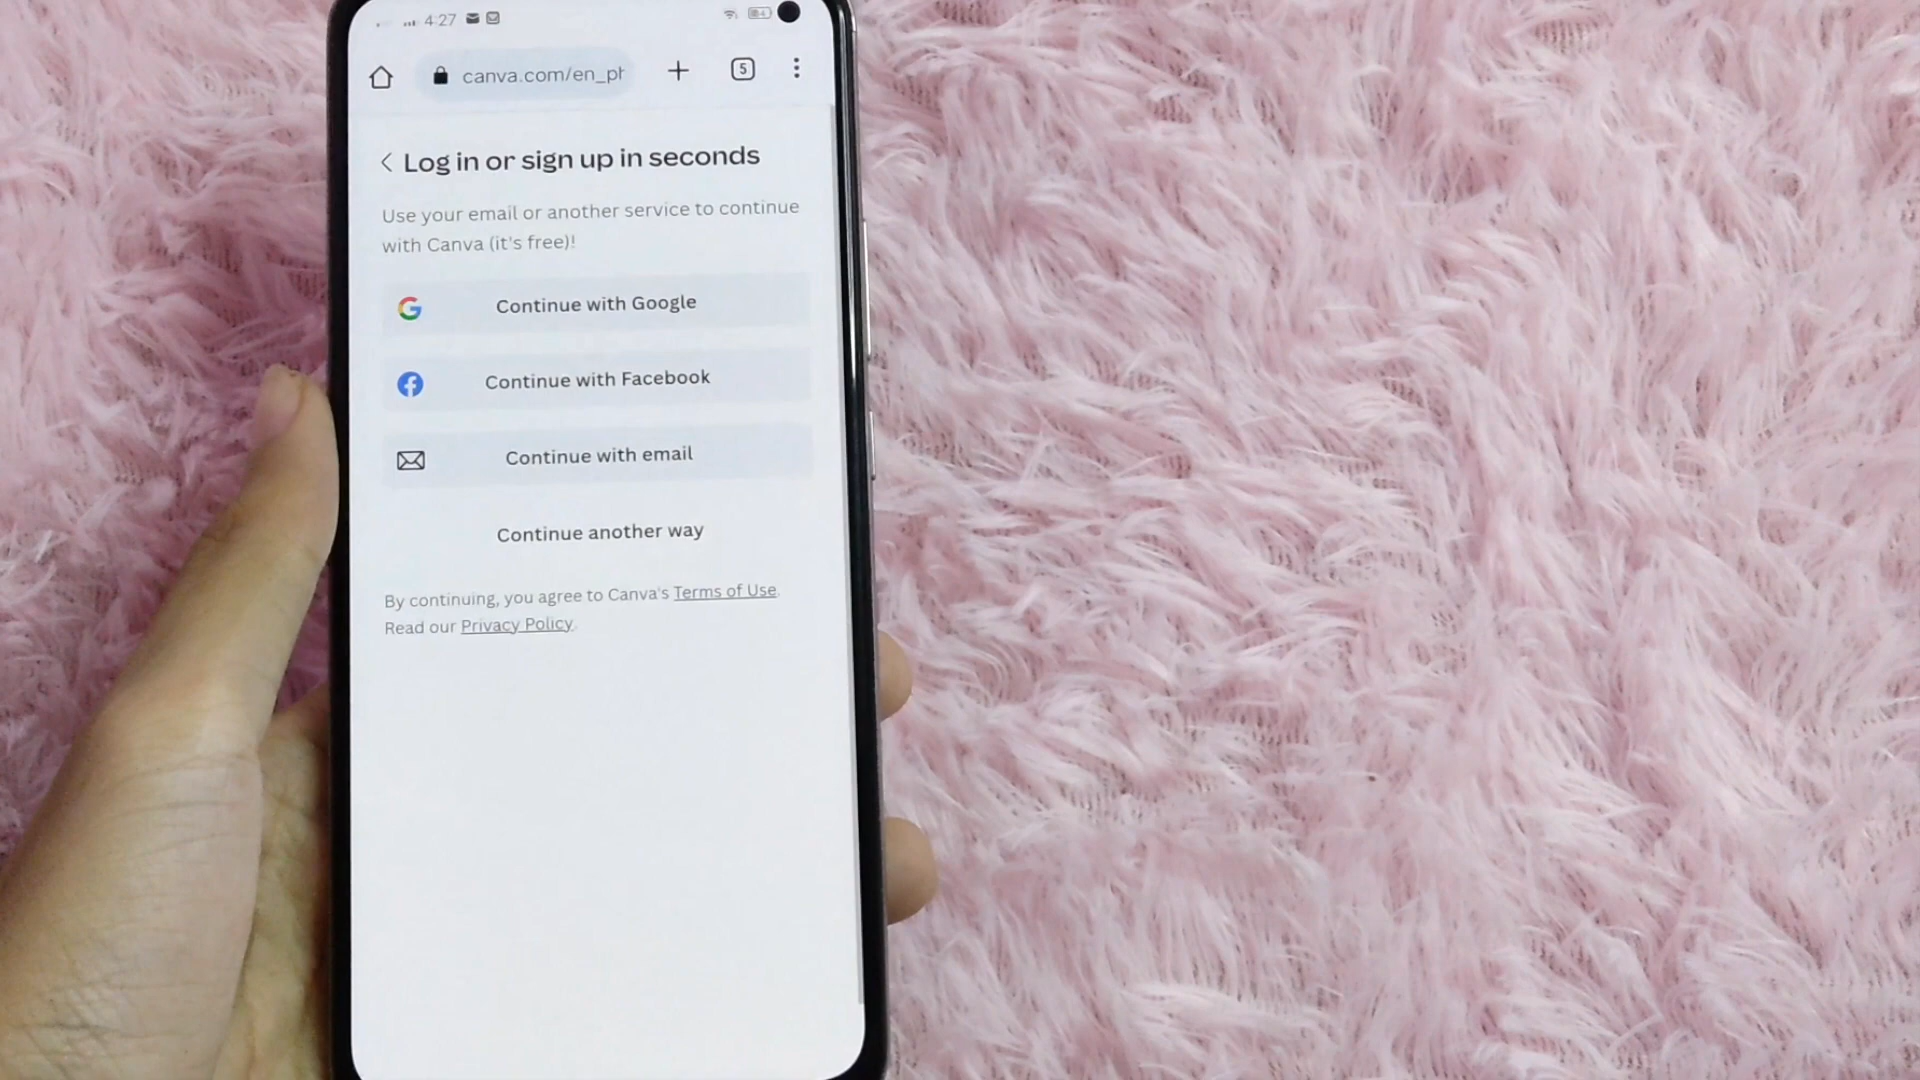 4:27
canva.com/en_ph
5
Log in or sign up in seconds
Use your email or another service to continue
with Canva (it's free)!
Continue with Google
Continue with Facebook
Continue with email
Continue another way
By continuing, you agree to Canva's Terms of Use.
Read our Privacy Policy.